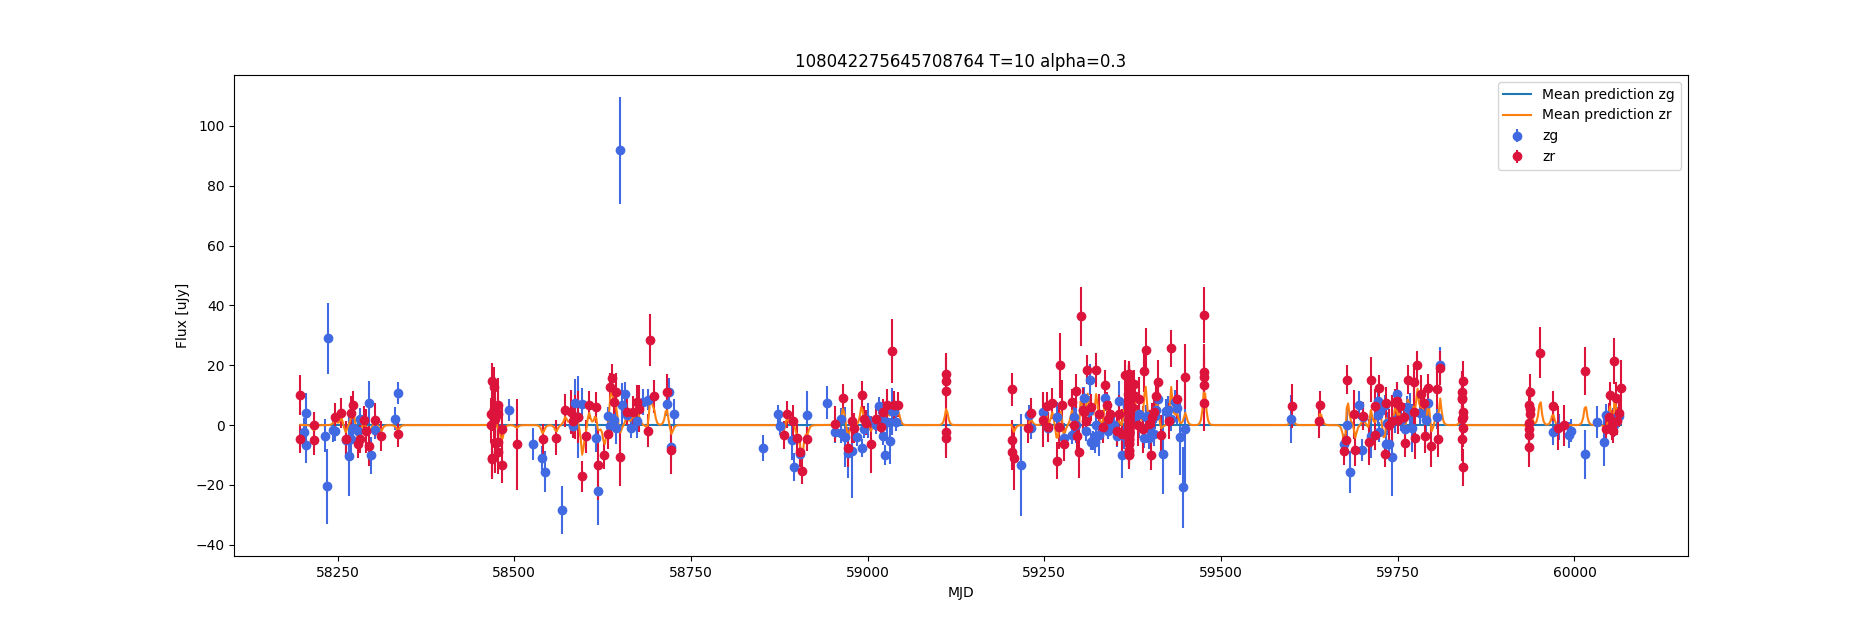 108042275645708764 T=10 alpha=0.3
Mean prediction zg
Mean prediction zr
zg
zr
100
80
60
40
20
0
−20
−40
Flux [uJy]
58250 58500 58750 59000 59250 59500 59750 60000
MJD